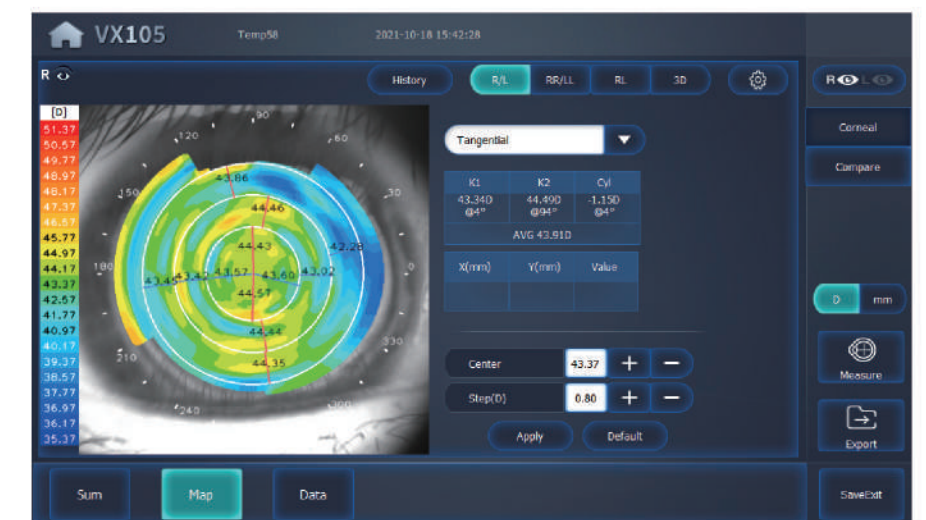 VX105 Temp58 2021-10-18 15:42:28
R History R/L RR/LL RL 3D R L
[D]
51.37
50.57
49.77
48.97
48.17
47.37
46.57
45.77
44.97
44.17
43.37
42.57
41.77
40.97
40.17
39.37
38.57
37.77
36.97
36.17
35.37
90
120 60
150 30
180 0
210 330
240 300
43.86
44.46
44.43 42.28
43.45 43.42 43.57 43.60 43.02
44.57
44.44
44.35
Tangential
K1 K2 Cyl
43.34D 44.49D -1.15D
@4° @94° @4°
AVG 43.91D
X(mm) Y(mm) Value
Center 43.37 + −
Step(D) 0.80 + −
Apply Default
Corneal
Compare
D mm
Measure
Export
Sum Map Data SaveExit